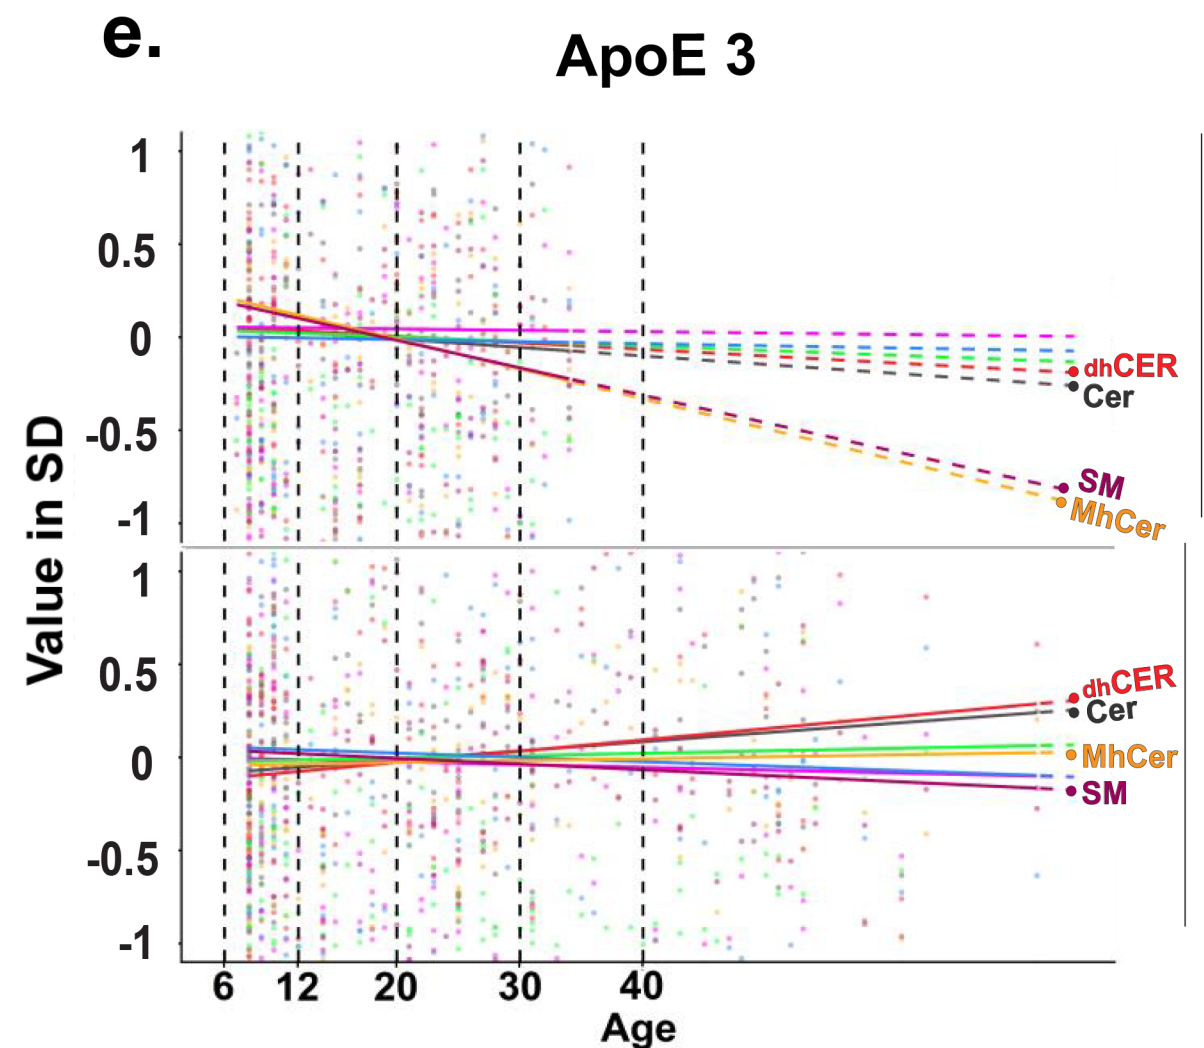 e.
ApoE 3
Value in SD
1
0.5
0
-0.5
-1
dhCER
Cer
SM
MhCer
1
0.5
0
-0.5
-1
dhCER
Cer
MhCer
SM
6 12 20 30 40
Age